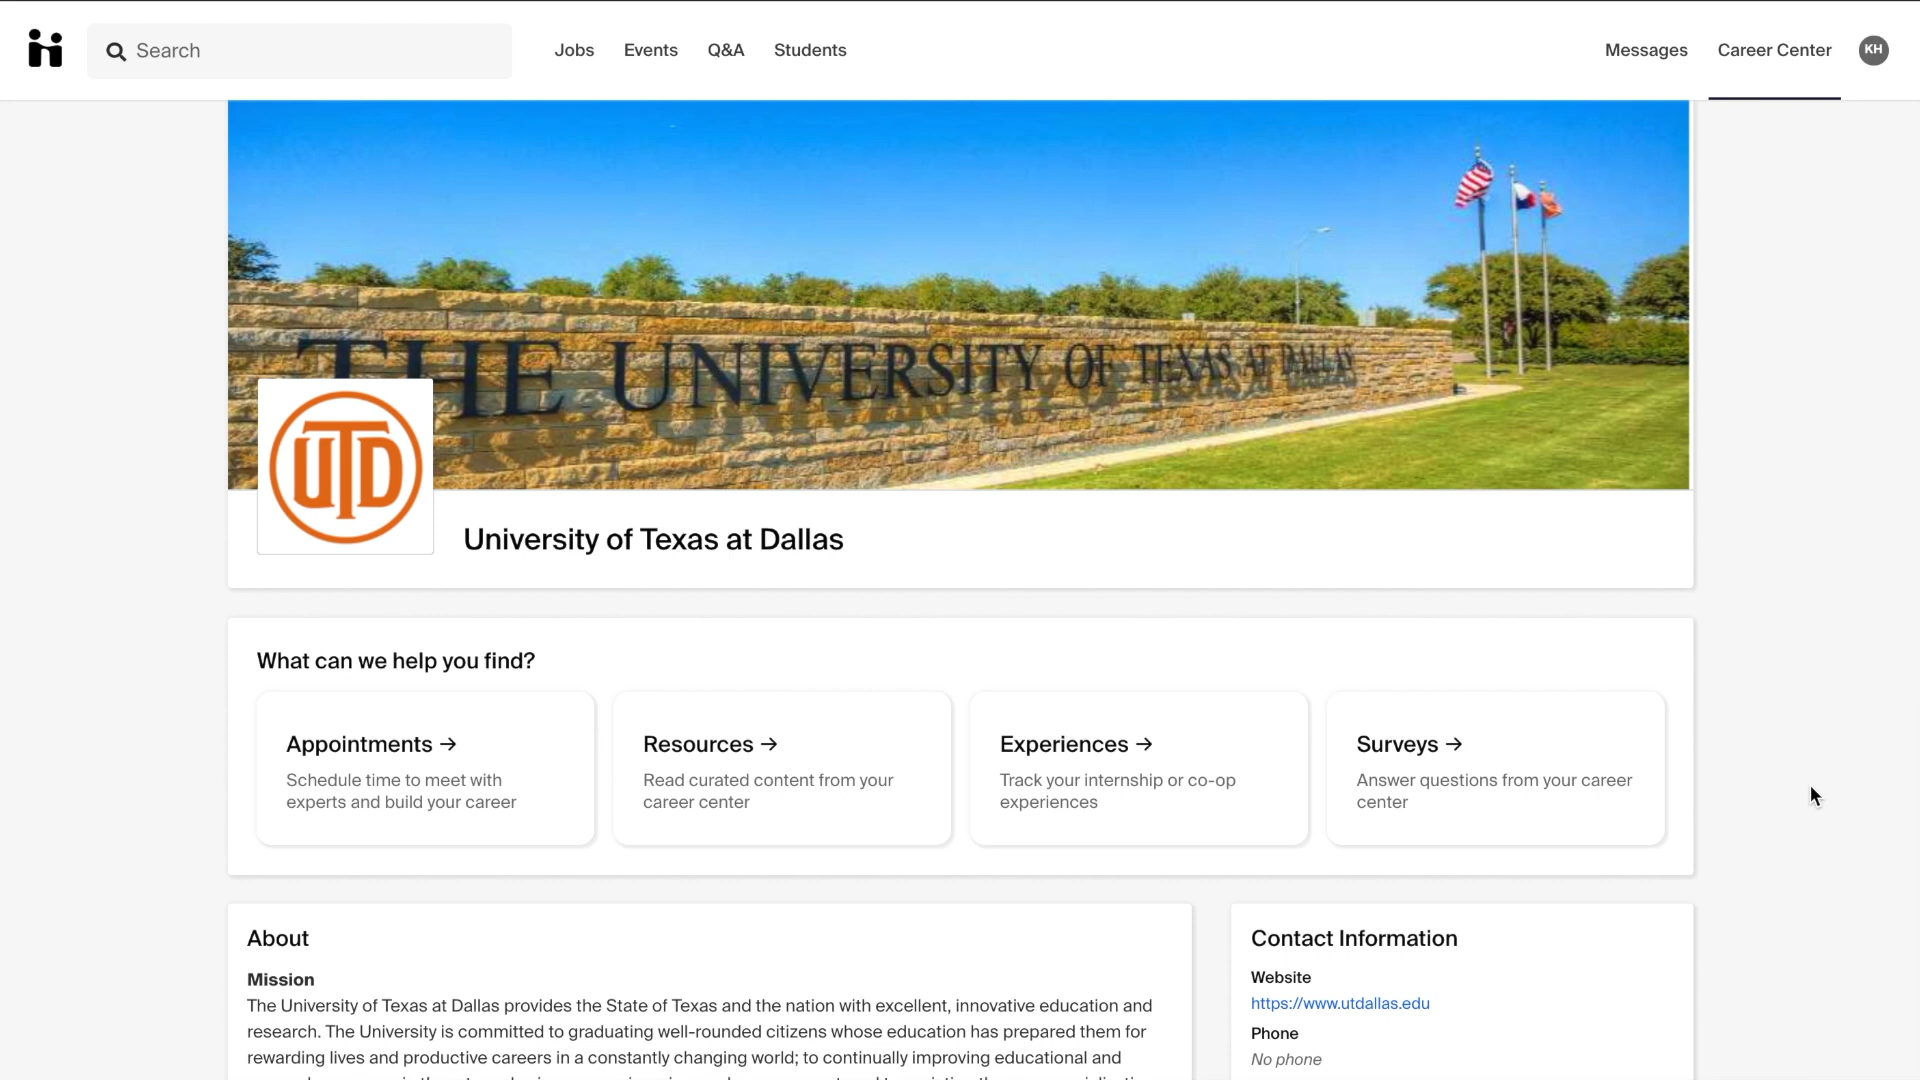 Search
Jobs
Events
Q&A
Students
Messages
Career Center
KH
THE UNIVERSITY OF TEXAS AT DALLAS
UTD
University of Texas at Dallas
What can we help you find?
Appointments →
Schedule time to meet with
experts and build your career
Resources →
Read curated content from your
career center
Experiences →
Track your internship or co-op
experiences
Surveys →
Answer questions from your career
center
About
Mission
The University of Texas at Dallas provides the State of Texas and the nation with excellent, innovative education and
research. The University is committed to graduating well-rounded citizens whose education has prepared them for
rewarding lives and productive careers in a constantly changing world; to continually improving educational and
Contact Information
Website
https://www.utdallas.edu
Phone
No phone